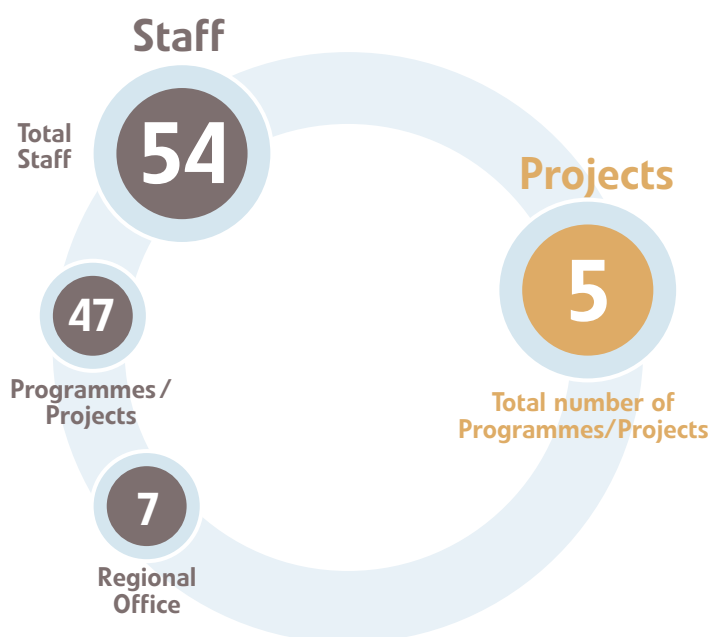 Staff
Total
Staff
54
47
Programmes/
Projects
7
Regional
Office
Projects
5
Total number of
Programmes/Projects